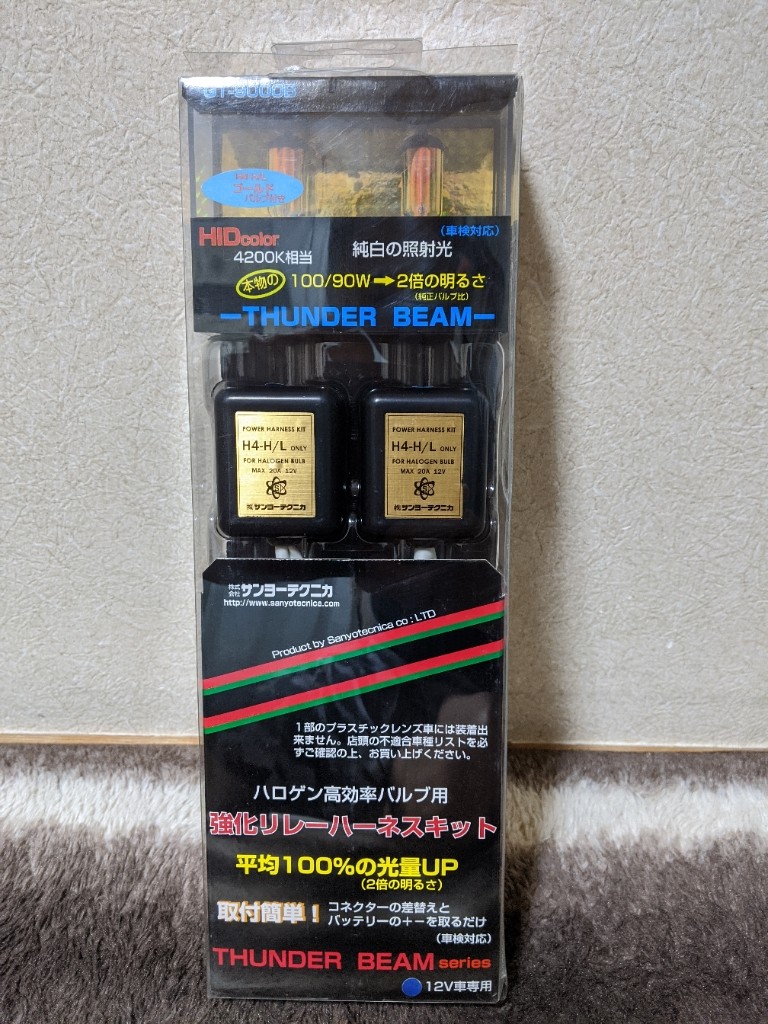 HIDcolor
4200K相当
純白の照射光
(車検対応)
本物の 100/90W→2倍の明るさ
(純正バルブ比)
THUNDER BEAM
POWER HARNESS KIT
H4-H/L ONLY
FOR HALOGEN BULB
MAX 20A 12V
㈱サンヨーテクニカ
POWER HARNESS KIT
H4-H/L ONLY
FOR HALOGEN BULB
MAX 20A 12V
㈱サンヨーテクニカ
株式会社サンヨーテクニカ
http://www.sanyotecnica.com
Product by Sanyotecnica co; LTD
1部のプラスチックレンズ車には装着出
来ません。店頭の不適合車種リストを必
ずご確認の上、お買い上げください。
ハロゲン高効率バルブ用
強化リレーハーネスキット
平均100%の光量UP
(2倍の明るさ)
取付簡単!
コネクターの差替えと
バッテリーの+-を取るだけ
(車検対応)
THUNDER BEAM series
12V車専用